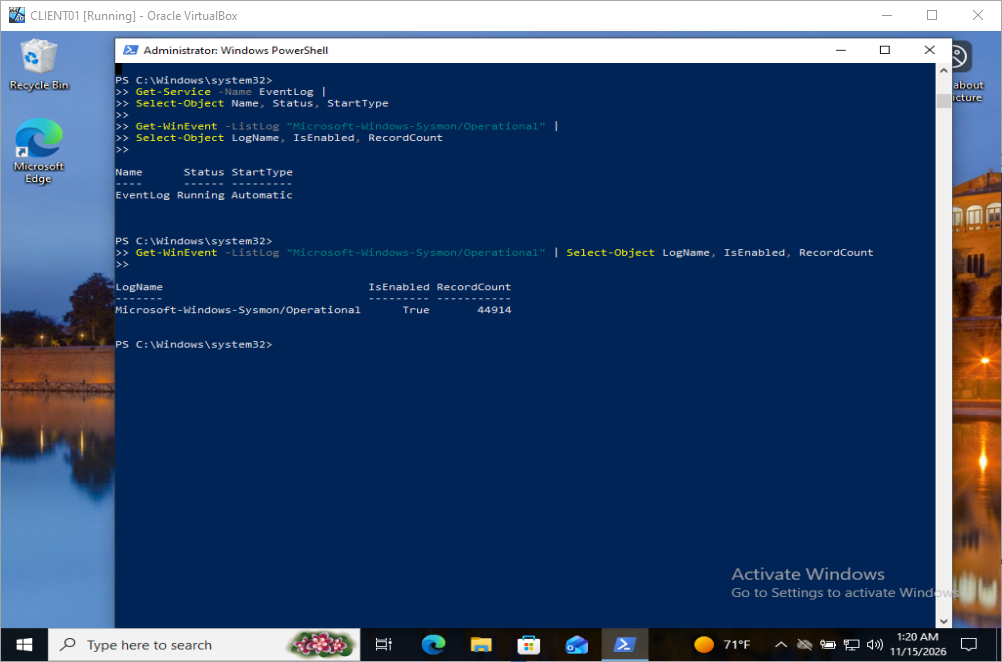 CLIENT01 [Running] - Oracle VirtualBox
Recycle Bin
Microsoft
Edge
about
icture
Administrator: Windows PowerShell
PS C:\Windows\system32>
>> Get-Service -Name EventLog |
>> Select-Object Name, Status, StartType
>>
>> Get-WinEvent -ListLog "Microsoft-Windows-Sysmon/Operational" |
>> Select-Object LogName, IsEnabled, RecordCount
>>
Name Status StartType
---- ------ ---------
EventLog Running Automatic
PS C:\Windows\system32>
>> Get-WinEvent -ListLog "Microsoft-Windows-Sysmon/Operational" | Select-Object LogName, IsEnabled, RecordCount
>>
LogName IsEnabled RecordCount
------- --------- -----------
Microsoft-Windows-Sysmon/Operational True 44914
PS C:\Windows\system32>
Activate Windows
Go to Settings to activate Windows
Type here to search
71°F
1:20 AM
11/15/2026